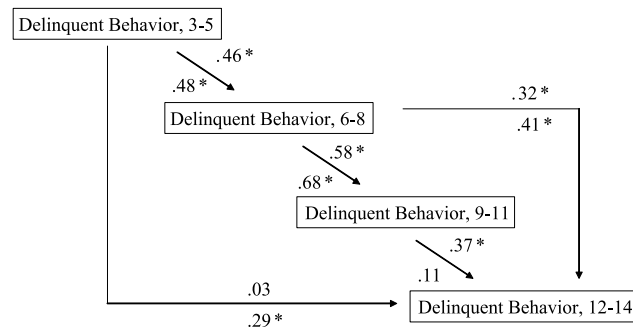 Delinquent Behavior, 3-5
.46 *
.48 *
Delinquent Behavior, 6-8
.32 *
.41 *
.58 *
.68 *
Delinquent Behavior, 9-11
.37 *
.11
.03
.29 *
Delinquent Behavior, 12-14